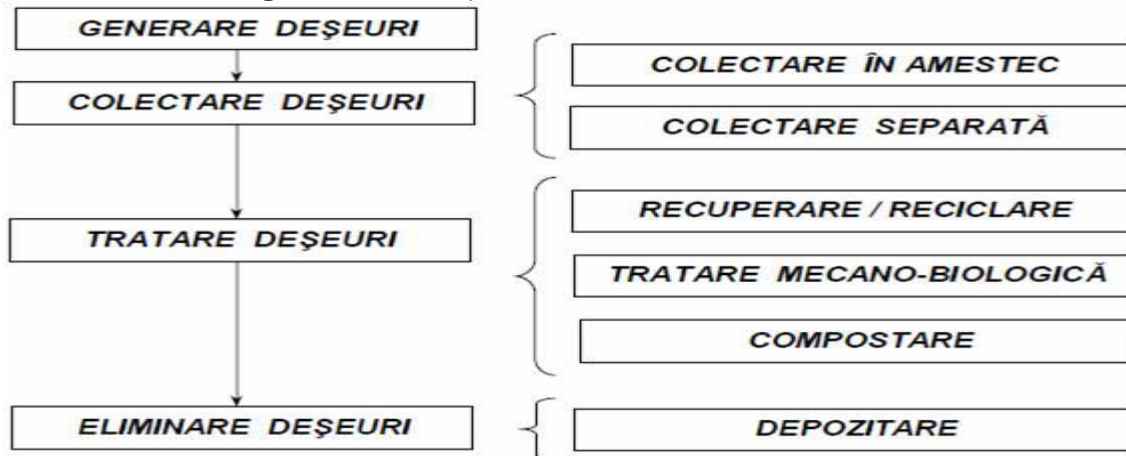 GENERARE DEŞEURI
COLECTARE DEŞEURI
COLECTARE ÎN AMESTEC
COLECTARE SEPARATĂ
TRATARE DEŞEURI
RECUPERARE / RECICLARE
TRATARE MECANO-BIOLOGICĂ
COMPOSTARE
ELIMINARE DEŞEURI
DEPOZITARE